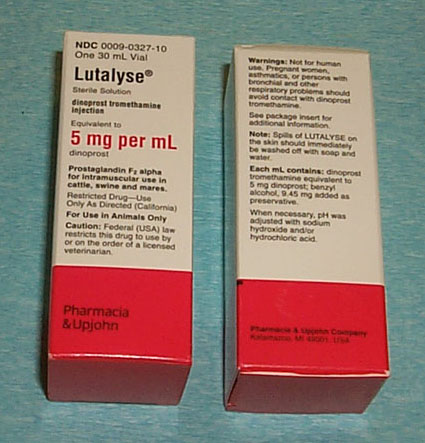 NDC 0009-0327-10
One 30 mL Vial
Lutalyse®
Sterile Solution
dinoprost tromethamine
injection
Equivalent to
5 mg per mL
dinoprost
Prostaglandin F₂ alpha
for intramuscular use in
cattle, swine and mares.
Restricted Drug—Use
Only As Directed (California)
For Use in Animals Only
Caution: Federal (USA) law
restricts this drug to use by
or on the order of a licensed
veterinarian.
Pharmacia
&Upjohn
Warnings: Not for human
use. Pregnant women,
asthmatics, or persons with
bronchial and other
respiratory problems should
avoid contact with dinoprost
tromethamine.
See package insert for
additional information.
Note: Spills of LUTALYSE on
the skin should immediately
be washed off with soap and
water.
Each mL contains: dinoprost
tromethamine equivalent to
5 mg dinoprost; benzyl
alcohol, 9.45 mg added as
preservative.
When necessary, pH was
adjusted with sodium
hydroxide and/or
hydrochloric acid.
Pharmacia & Upjohn Company
Kalamazoo, MI 49001, USA